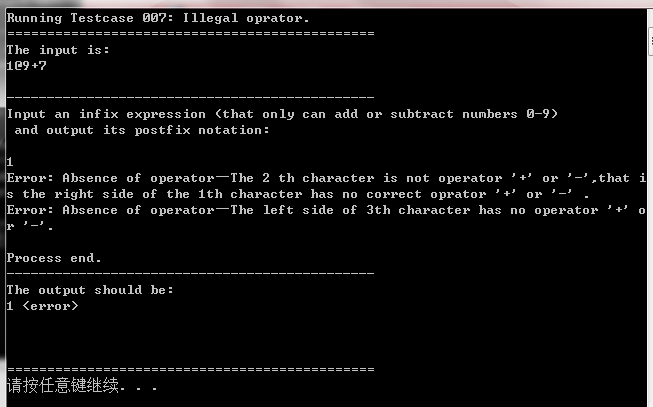 Running Testcase 007: Illegal oprator.
==============================================
The input is:
1@9+7
----------------------------------------------
Input an infix expression (that only can add or subtract numbers 0-9)
and output its postfix notation:
1
Error: Absence of operator—The 2 th character is not operator '+' or '-',that i
s the right side of the 1th character has no correct oprator '+' or '-' .
Error: Absence of operator—The left side of 3th character has no operator '+' o
r '-'.
Process end.
----------------------------------------------
The output should be:
1 <error>
==============================================
请按任意键继续. . .